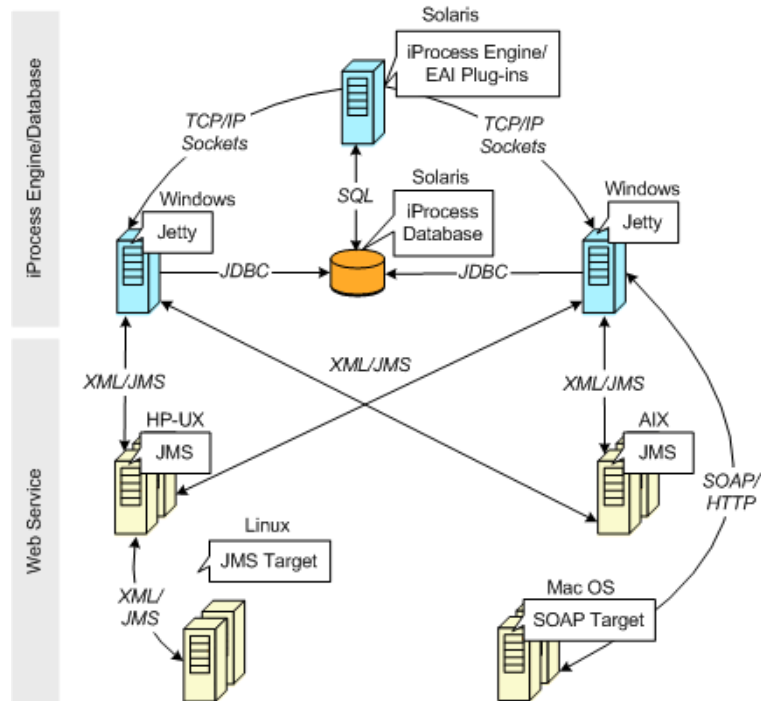 iProcess Engine/Database
Solaris
iProcess Engine/
EAI Plug-ins
TCP/IP
Sockets
TCP/IP
Sockets
SQL
Solaris
iProcess
Database
Windows
Jetty
Windows
Jetty
JDBC
JDBC
Web Service
XML/JMS
XML/JMS
XML/JMS
HP-UX
JMS
AIX
JMS
SOAP/
HTTP
Linux
JMS Target
XML/
JMS
Mac OS
SOAP Target